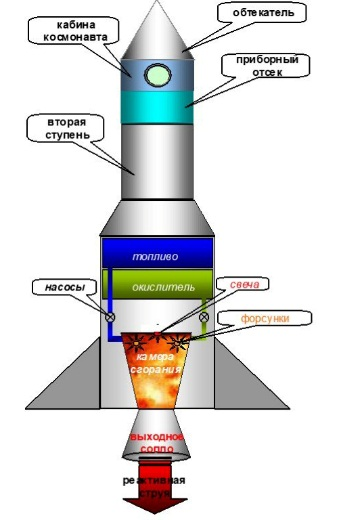 обтекатель
кабина
космонавта
приборный
отсек
вторая
ступень
топливо
окислитель
свеча
насосы
форсунки
камера
сгорания
выходное
сопло
реактивная
струя